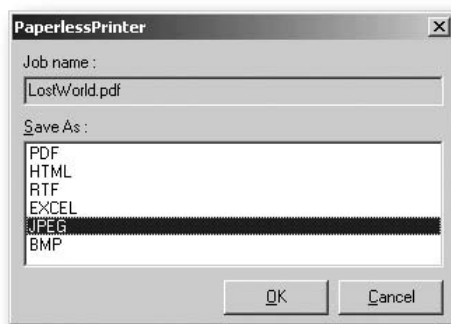 PaperlessPrinter
Job name :
LostWorld.pdf
Save As :
PDF
HTML
RTF
EXCEL
JPEG
BMP
OK
Cancel